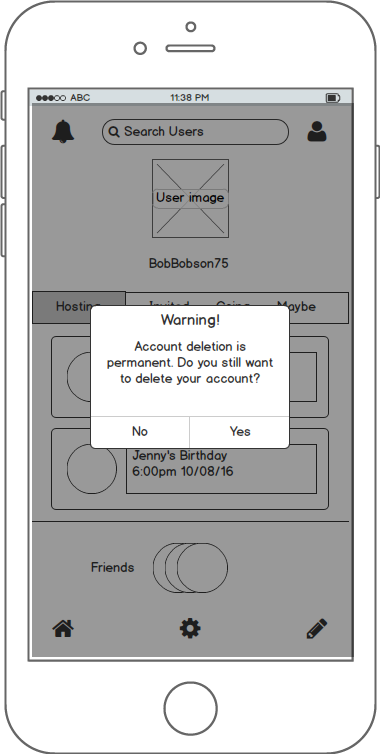 ABC 11:38 PM
Search Users
User image
BobBobson75
Hosting Invited Going Maybe
Warning!
Account deletion is
permanent. Do you still want
to delete your account?
No Yes
Jenny's Birthday
6:00pm 10/08/16
Friends